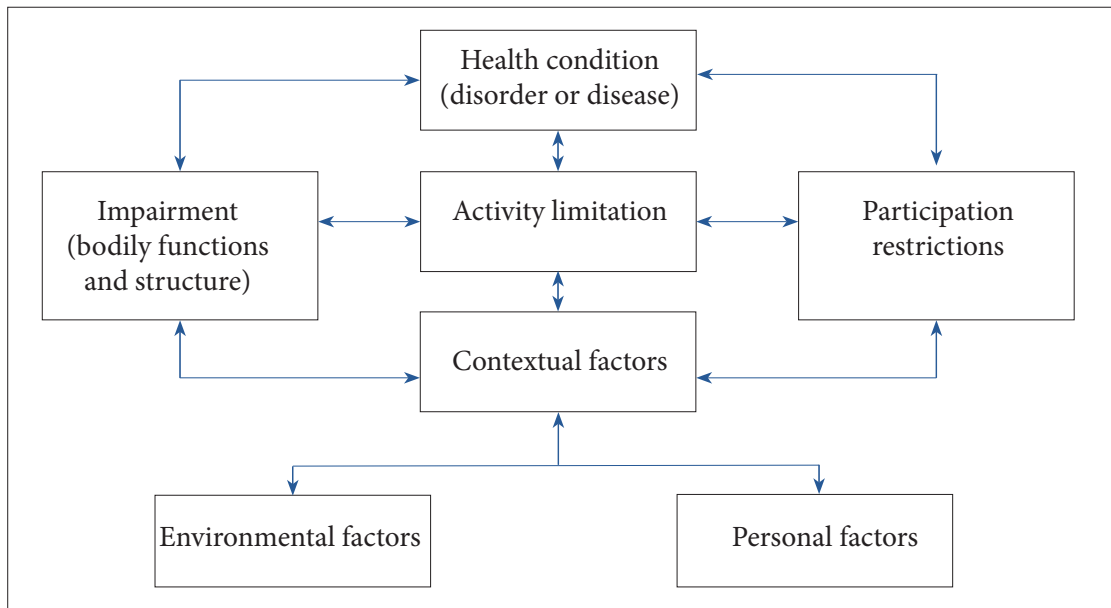 Health condition
(disorder or disease)
Impairment
(bodily functions
and structure)
Activity limitation
Participation
restrictions
Contextual factors
Environmental factors
Personal factors